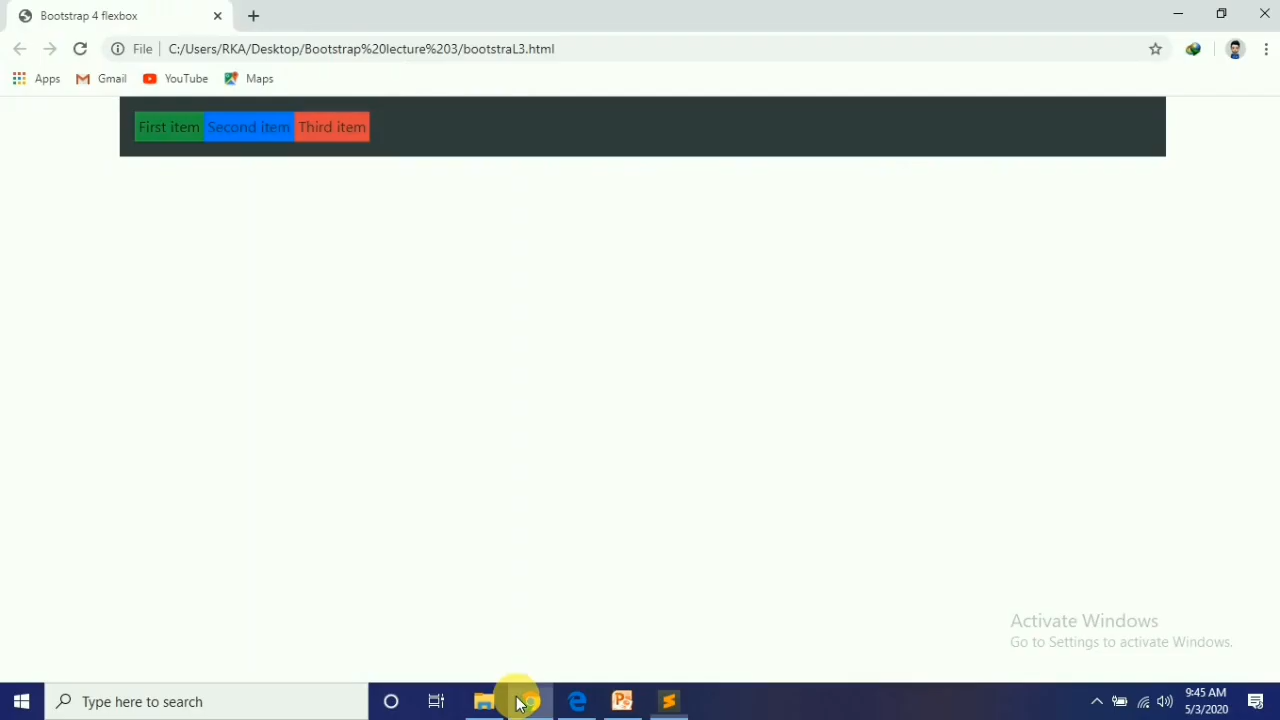 Bootstrap 4 flexbox
File C:/Users/RKA/Desktop/Bootstrap%20lecture%203/bootstraL3.html
Apps Gmail YouTube Maps
First item Second item Third item
Activate Windows
Go to Settings to activate Windows.
Type here to search
9:45 AM
5/3/2020